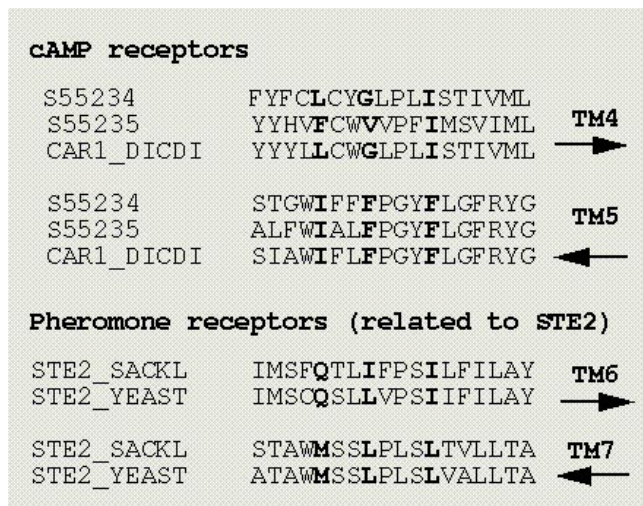 cAMP receptors
S55234 FYFCLCYGLPLISTIVML
S55235 YYHVFCWVVPFIMSVIML TM4
CAR1_DICDI YYYLLCWGLPLISTIVML
S55234 STGWIFFFPGYFLGFRYG
S55235 ALFWIALFPGYFLGFRYG TM5
CAR1_DICDI SIAWIFLFPGYFLGFRYG
Pheromone receptors (related to STE2)
STE2_SACKL IMSFQTLIFPSILFILAY TM6
STE2_YEAST IMSCQSLLVPSIIFILAY
STE2_SACKL STAWMSSLPLSLTVLLTA TM7
STE2_YEAST ATAWMSSLPLSLVALLTA